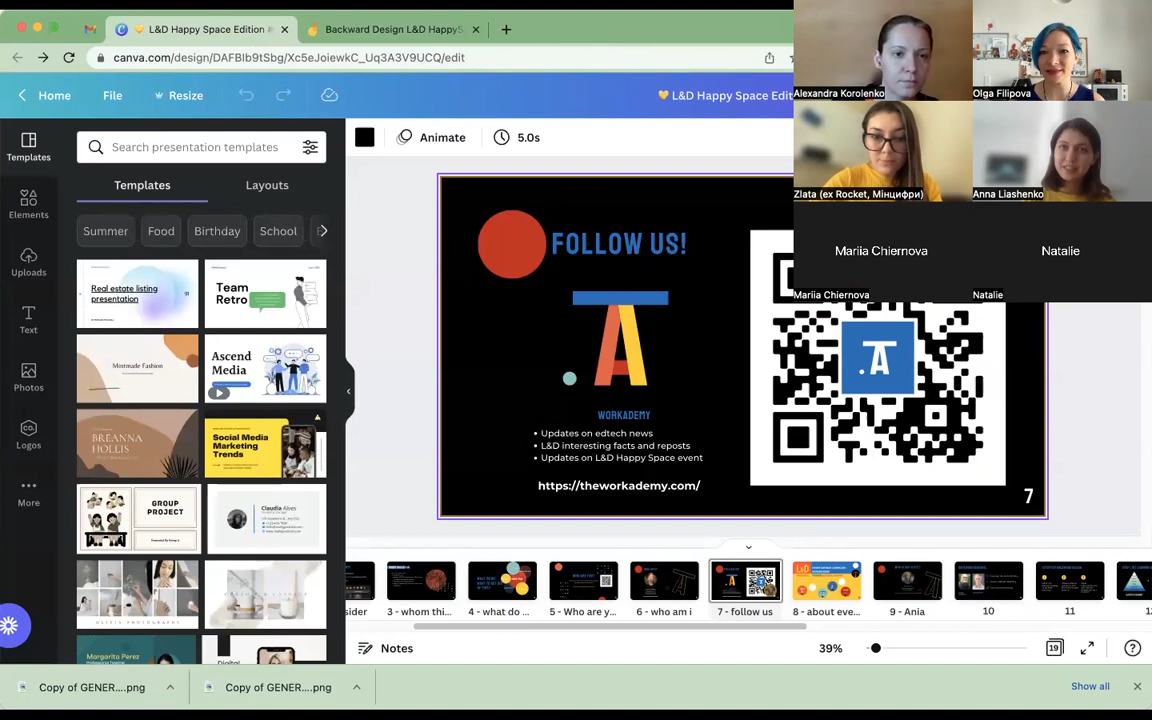 L&D Happy Space Edition
Backward Design L&D HappyS
canva.com/design/DAFBIb9tSbg/Xc5eJoiewkC_Uq3A3V9UCQ/edit
Home
File
Resize
L&D Happy Space Edit
Templates
Elements
Uploads
Text
Photos
Logos
More
Search presentation templates
Templates
Layouts
Summer
Food
Birthday
School
Real estate listing
presentation
Team
Retro
Mintmade Fashion
Ascend
Media
BREANNA
HOLLIS
Social Media
Marketing
Trends
GROUP
PROJECT
Claudia Alves
Margarita Perez
Digital
Animate
5.0s
FOLLOW US!
A
WORKADEMY
• Updates on edtech news
• L&D interesting facts and reposts
• Updates on L&D Happy Space event
https://theworkademy.com/
.A
7
Alexandra Korolenko
Olga Filipova
Zlata (ex Rocket, Мінцифри)
Anna Liashenko
Mariia Chiernova
Natalie
Mariia Chiernova
Natalie
sider
3 - whom thi...
4 - what do ...
5 - Who are y...
6 - who am i
7 - follow us
8 - about eve...
9 - Ania
10
11
Notes
39%
19
Copy of GENER....png
Copy of GENER....png
Show all